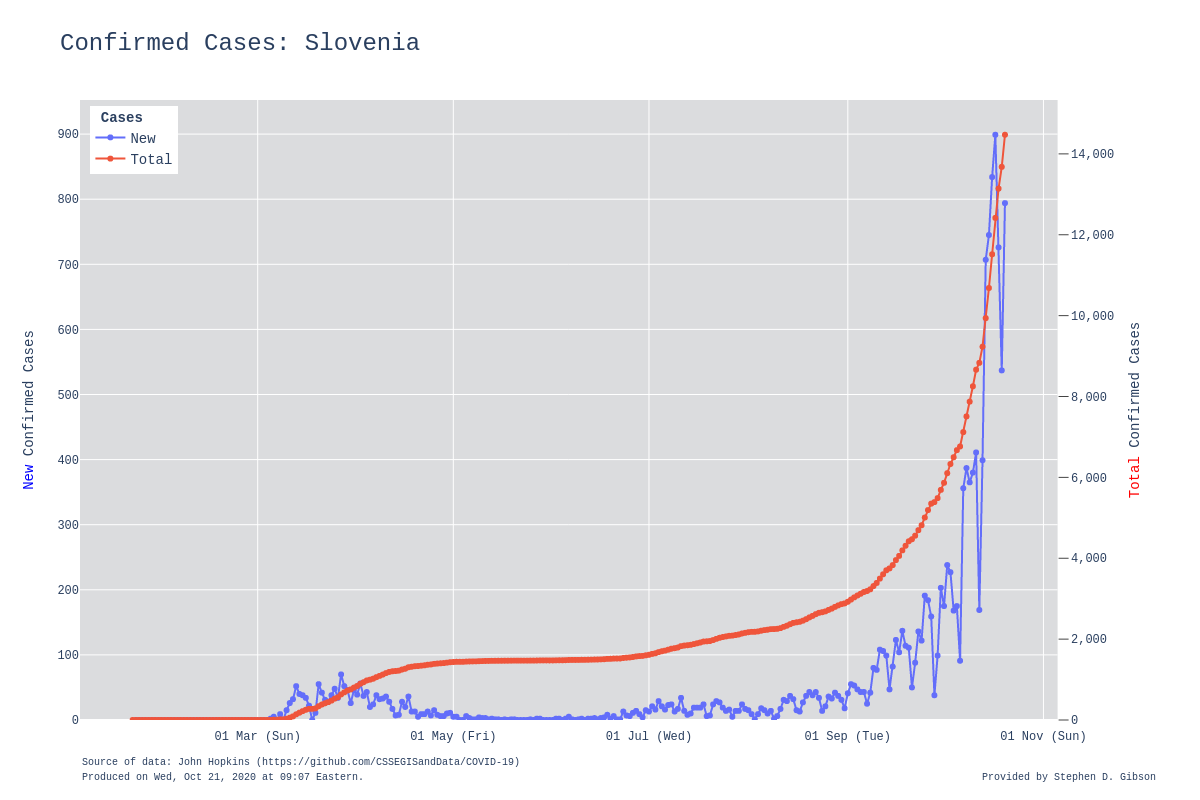 Confirmed Cases: Slovenia
Cases
New
Total
900
800
700
600
500
400
300
200
100
0
14,000
12,000
10,000
8,000
6,000
4,000
2,000
0
New Confirmed Cases
Total Confirmed Cases
01 Mar (Sun)
01 May (Fri)
01 Jul (Wed)
01 Sep (Tue)
01 Nov (Sun)
Source of data: John Hopkins (https://github.com/CSSEGISandData/COVID-19)
Produced on Wed, Oct 21, 2020 at 09:07 Eastern.
Provided by Stephen D. Gibson